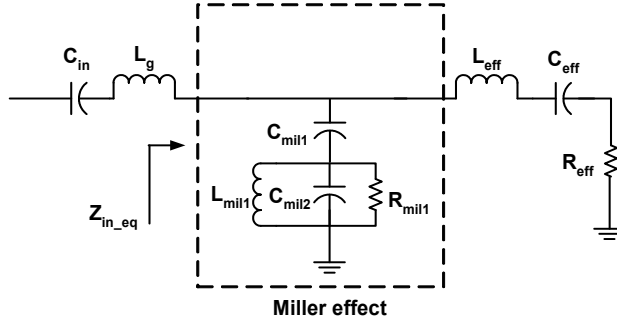 C_in
L_g
L_eff
C_eff
C_mil1
R_eff
L_mil1
C_mil2
R_mil1
Z_in_eq
Miller effect